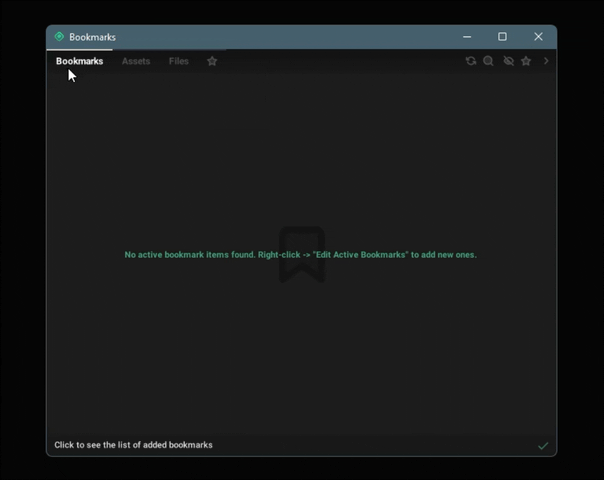 Bookmarks
Bookmarks Assets Files
No active bookmark items found. Right-click -> "Edit Active Bookmarks" to add new ones.
Click to see the list of added bookmarks